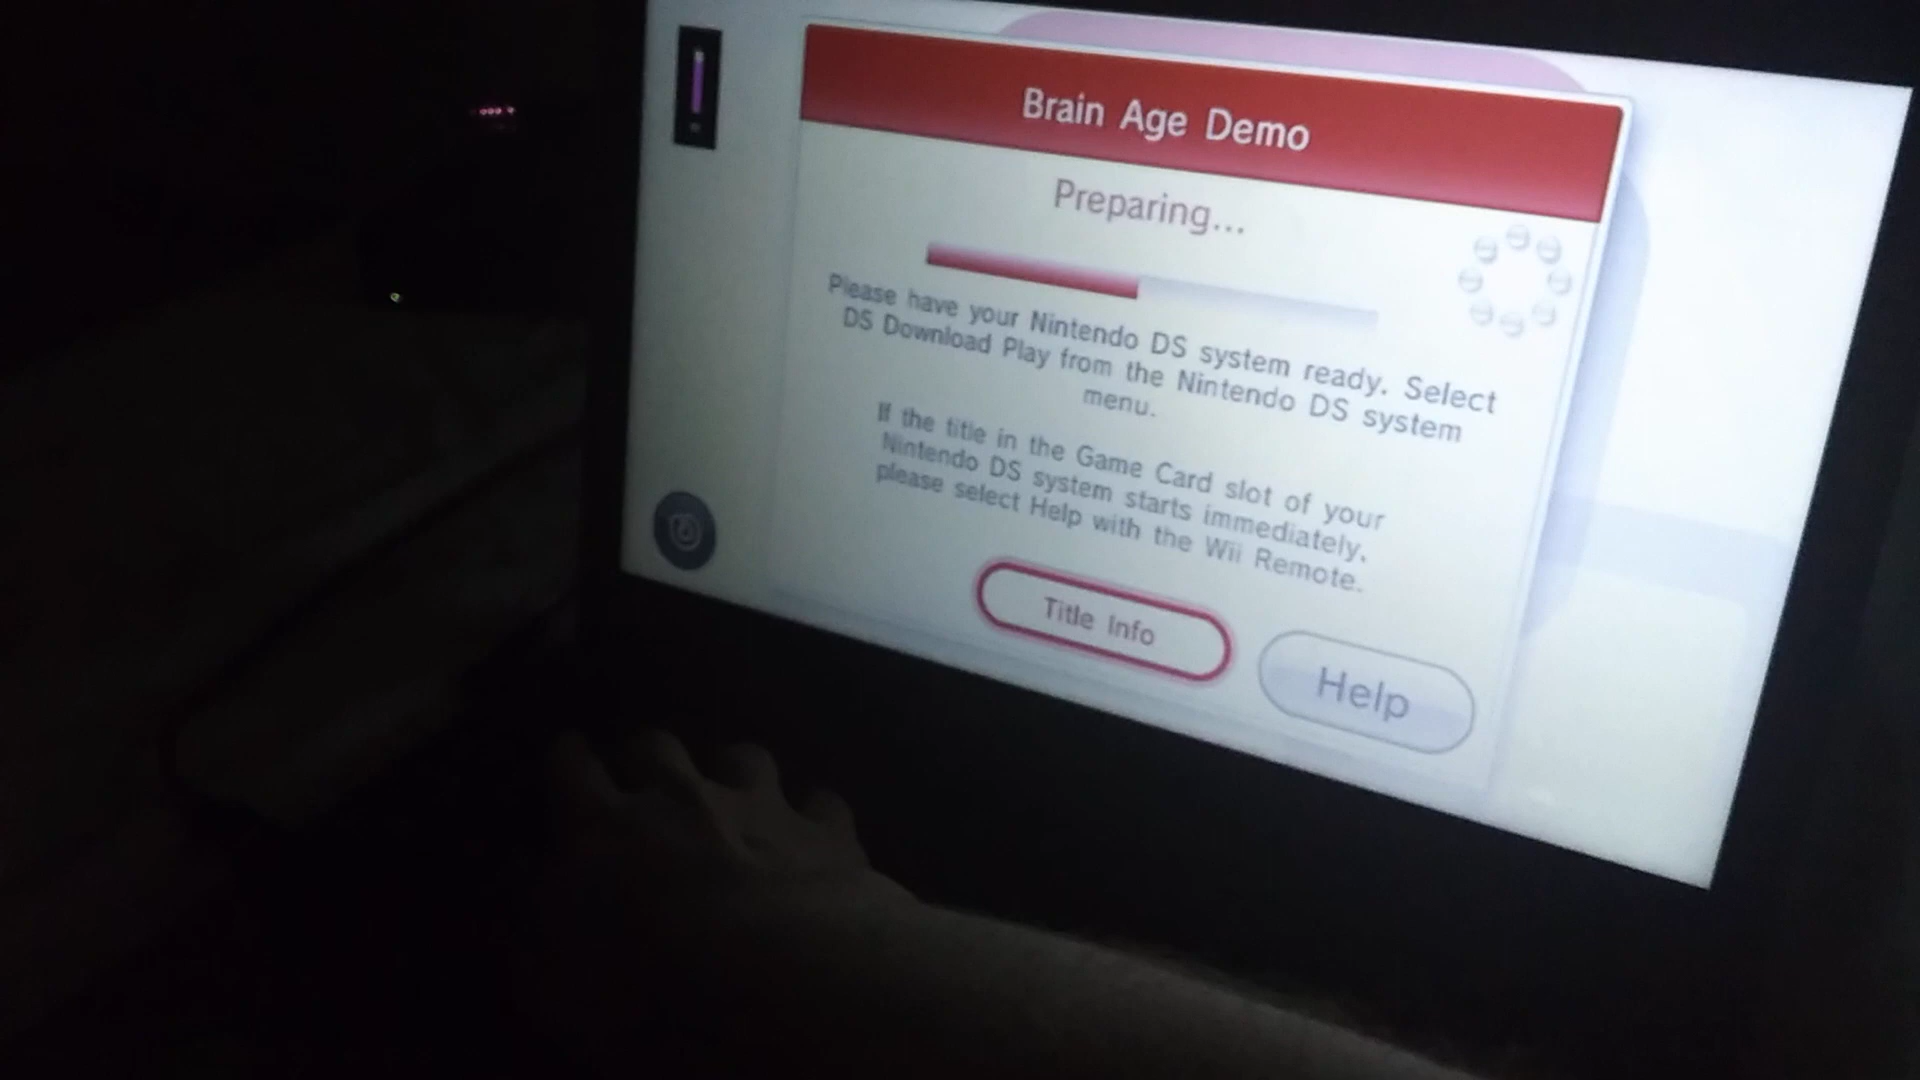 Brain Age Demo
Preparing...
Please have your Nintendo DS system ready. Select
DS Download Play from the Nintendo DS system
menu.
If the title in the Game Card slot of your
Nintendo DS system starts immediately,
please select Help with the Wii Remote.
Title Info
Help